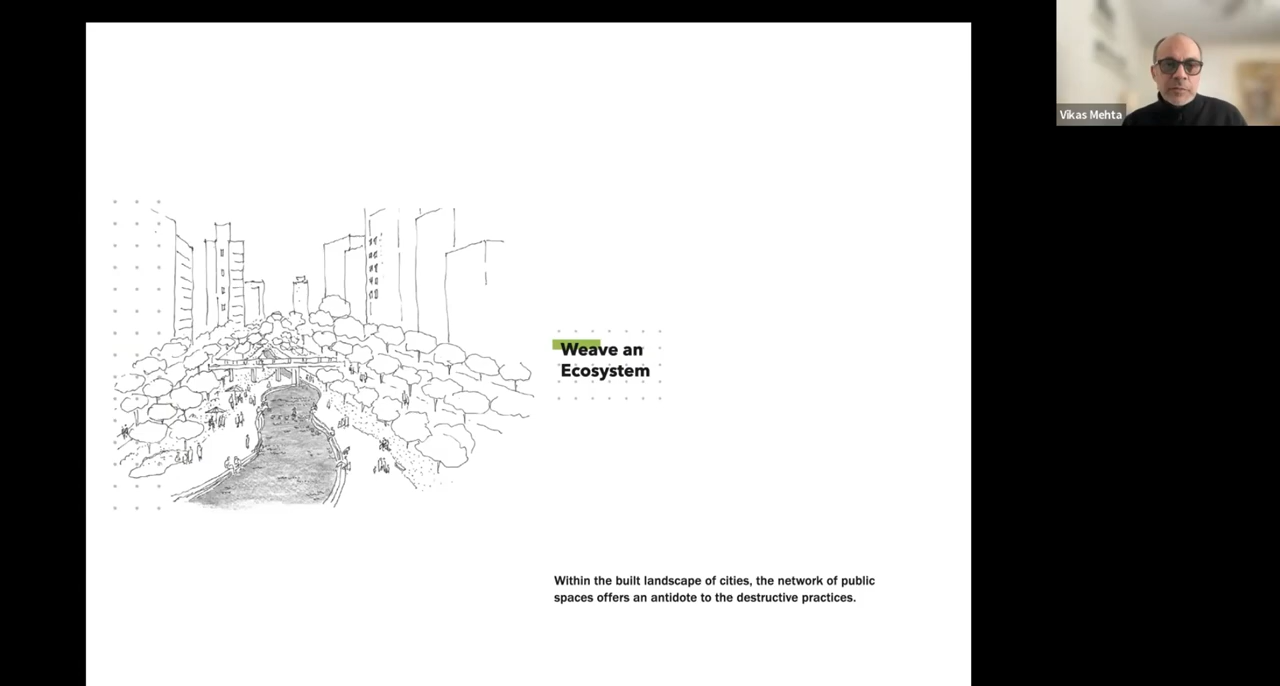 Vikas Mehta
Weave an
Ecosystem
Within the built landscape of cities, the network of public
spaces offers an antidote to the destructive practices.